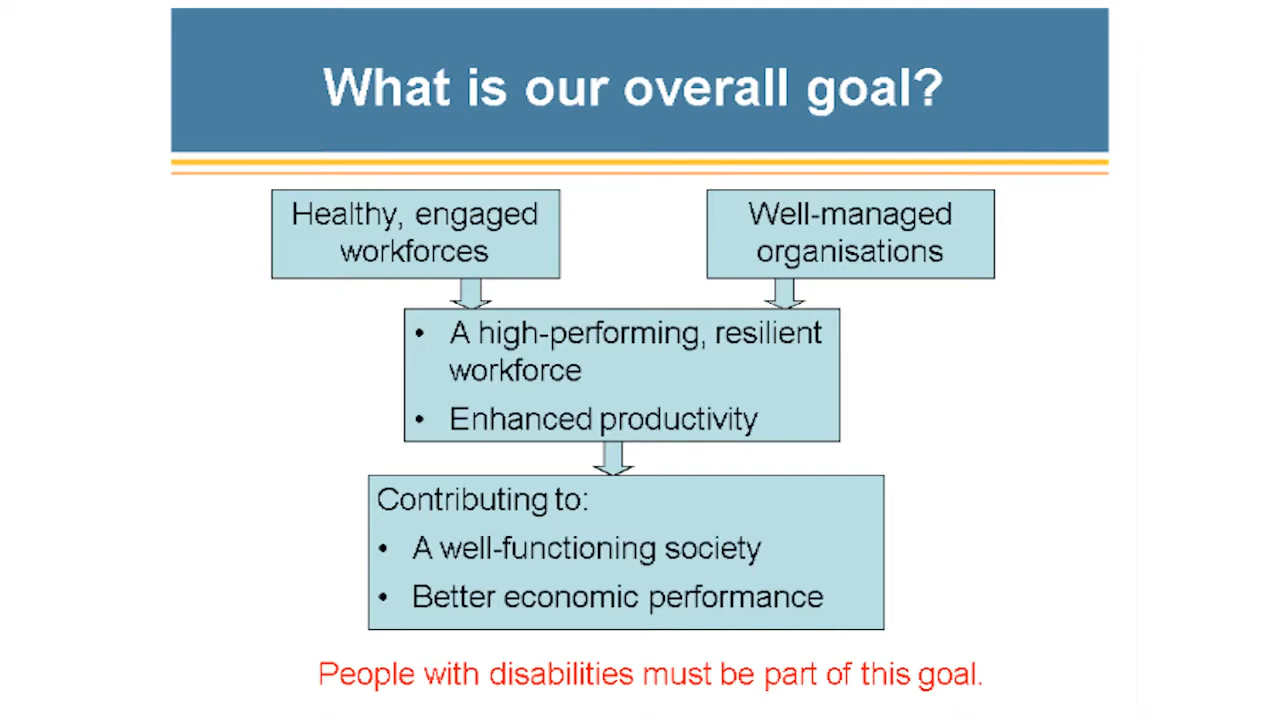 What is our overall goal?
Healthy, engaged
workforces
Well-managed
organisations
• A high-performing, resilient
workforce
• Enhanced productivity
Contributing to:
• A well-functioning society
• Better economic performance
People with disabilities must be part of this goal.